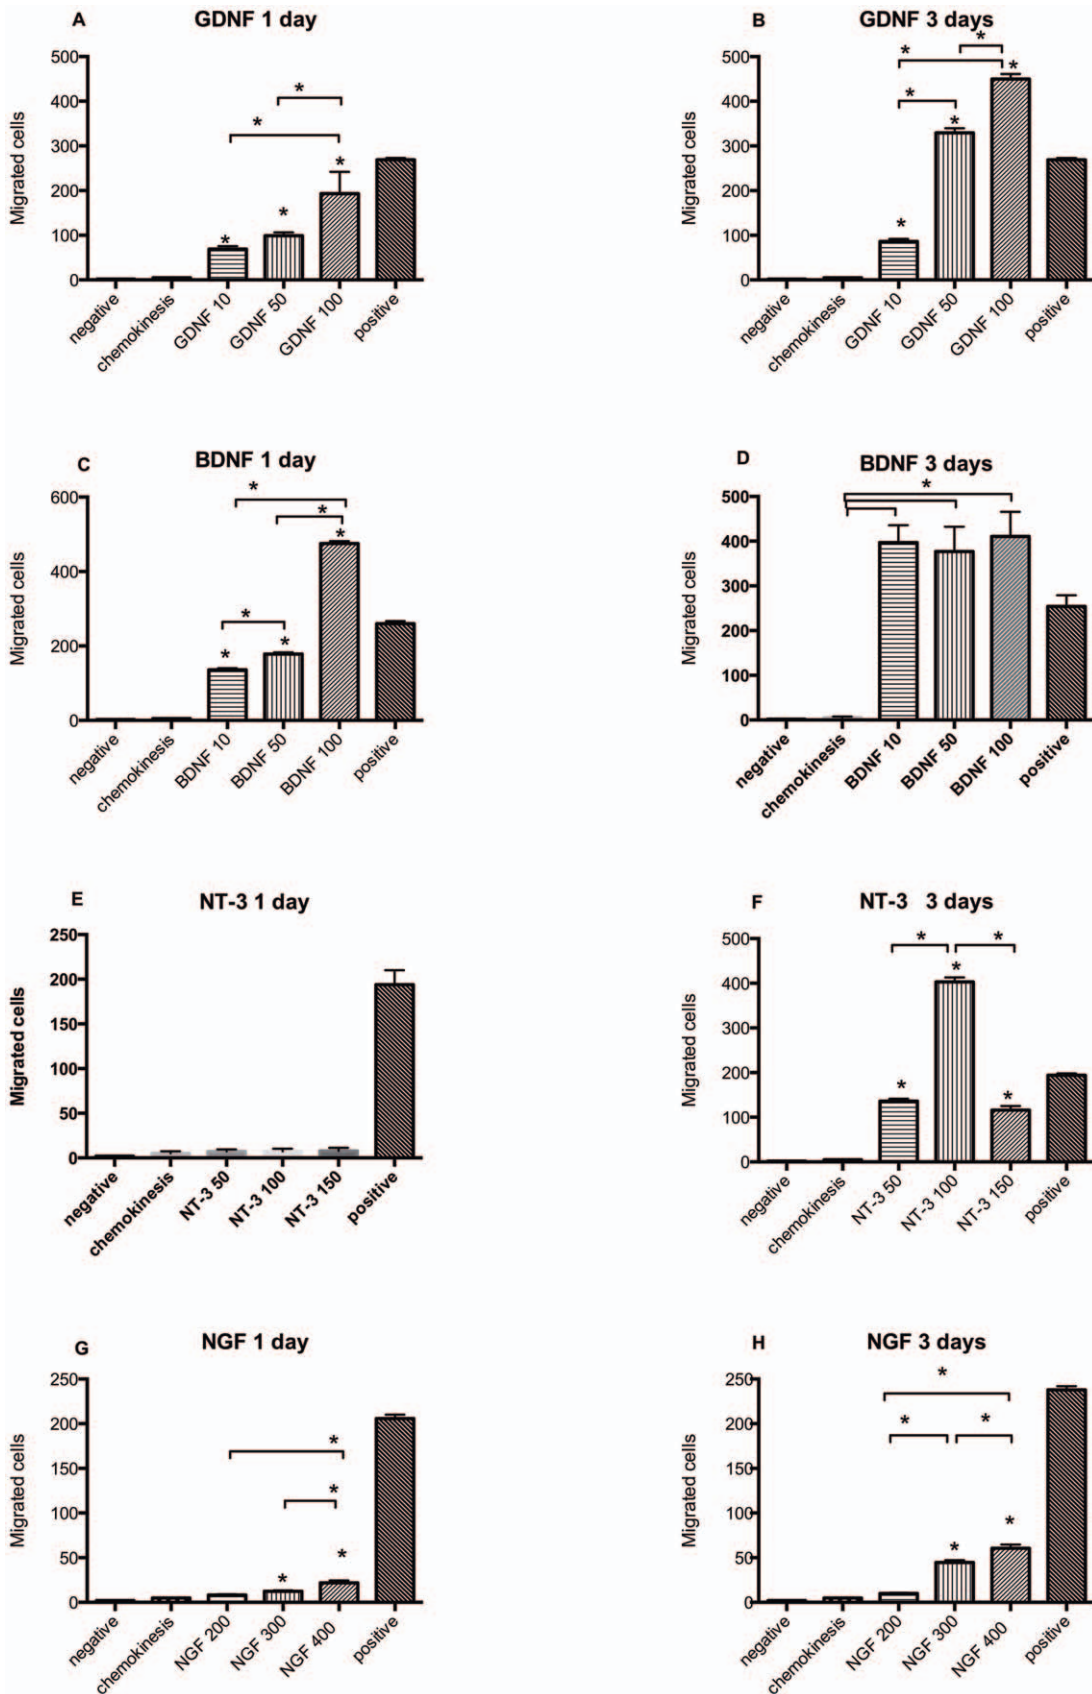 A GDNF 1 day
Migrated cells
500
400
300
200
100
0
* * * * *
negative chemokinesis GDNF 10 GDNF 50 GDNF 100 positive
B GDNF 3 days
Migrated cells
500
400
300
200
100
0
* * * * * *
negative chemokinesis GDNF 10 GDNF 50 GDNF 100 positive
C BDNF 1 day
Migrated cells
600
400
200
0
* * * * * *
negative chemokinesis BDNF 10 BDNF 50 BDNF 100 positive
D BDNF 3 days
Migrated cells
500
400
300
200
100
0
*
negative chemokinesis BDNF 10 BDNF 50 BDNF 100 positive
E NT-3 1 day
Migrated cells
250
200
150
100
50
0
negative chemokinesis NT-3 50 NT-3 100 NT-3 150 positive
F NT-3 3 days
Migrated cells
500
400
300
200
100
0
* * * * *
negative chemokinesis NT-3 50 NT-3 100 NT-3 150 positive
G NGF 1 day
Migrated cells
250
200
150
100
50
0
* * * *
negative chemokinesis NGF 200 NGF 300 NGF 400 positive
H NGF 3 days
Migrated cells
250
200
150
100
50
0
* * * * *
negative chemokinesis NGF 200 NGF 300 NGF 400 positive